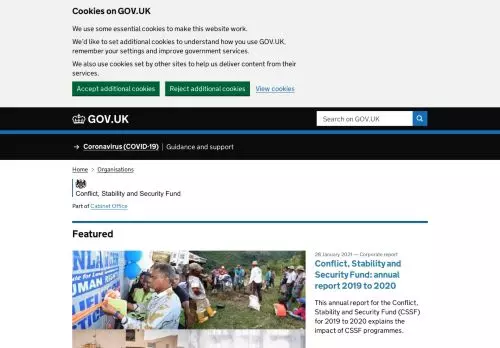 Cookies on GOV.UK
We use some essential cookies to make this website work.
We'd like to set additional cookies to understand how you use GOV.UK,
remember your settings and improve government services.
We also use cookies set by other sites to help us deliver content from their
services.
Accept additional cookies
Reject additional cookies
View cookies
GOV.UK
Search on GOV.UK
→ Coronavirus (COVID-19) | Guidance and support
Home > Organisations
Conflict, Stability and Security Fund
Part of Cabinet Office
Featured
28 January 2021 — Corporate report
Conflict, Stability and
Security Fund: annual
report 2019 to 2020
This annual report for the Conflict,
Stability and Security Fund (CSSF)
for 2019 to 2020 explains the
impact of CSSF programmes.